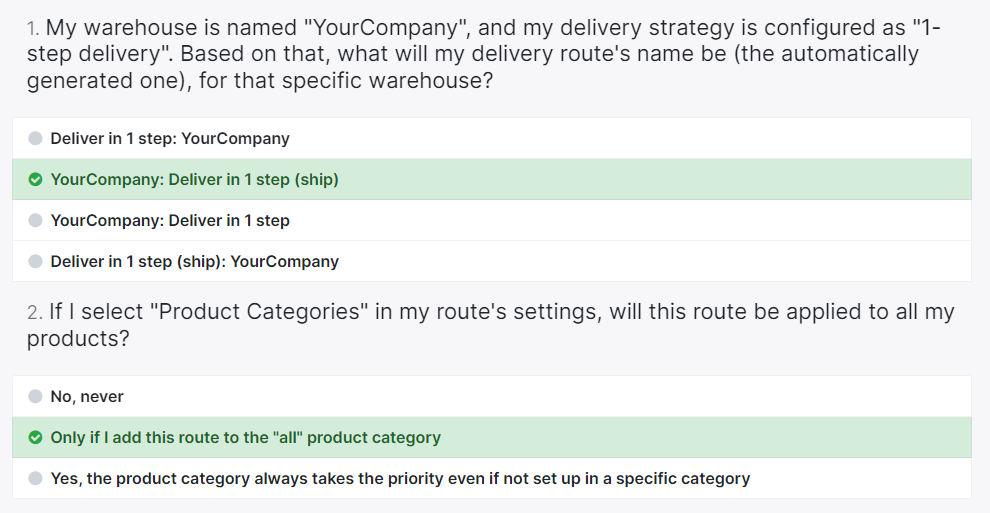 1. My warehouse is named "YourCompany", and my delivery strategy is configured as "1-
step delivery". Based on that, what will my delivery route's name be (the automatically
generated one), for that specific warehouse?
Deliver in 1 step: YourCompany
YourCompany: Deliver in 1 step (ship)
YourCompany: Deliver in 1 step
Deliver in 1 step (ship): YourCompany
2. If I select "Product Categories" in my route's settings, will this route be applied to all my
products?
No, never
Only if I add this route to the "all" product category
Yes, the product category always takes the priority even if not set up in a specific category